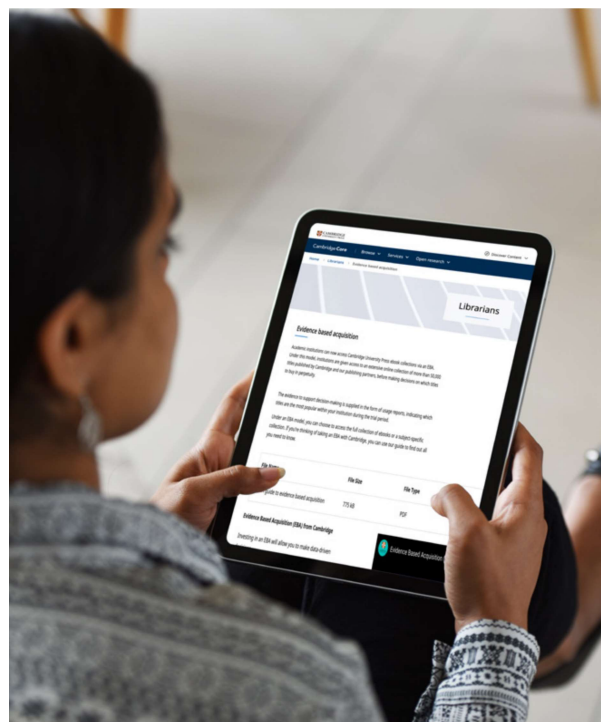 CAMBRIDGE
UNIVERSITY PRESS
Cambridge Core Browse Services Open research Discover Content
Home Librarians Evidence based acquisition
Librarians
Evidence based acquisition
Academic institutions can now access Cambridge University Press ebook collections via an EBA.
Under this model, institutions are given access to an extensive online collection of more than 50,000
titles published by Cambridge and our publishing partners, before making decisions on which titles
to buy in perpetuity.
The evidence to support decision-making is supplied in the form of usage reports, indicating which
titles are the most popular within your institution during the trial period.
Under an EBA model, you can choose to access the full collection of ebooks or a subject-specific
collection. If you're thinking of taking an EBA with Cambridge, you can use our guide to find out all
you need to know.
File Name File Size File Type
guide to evidence based acquisition 775 kB PDF
Evidence Based Acquisition (EBA) from Cambridge
Investing in an EBA will allow you to make data-driven
Evidence Based Acquisition